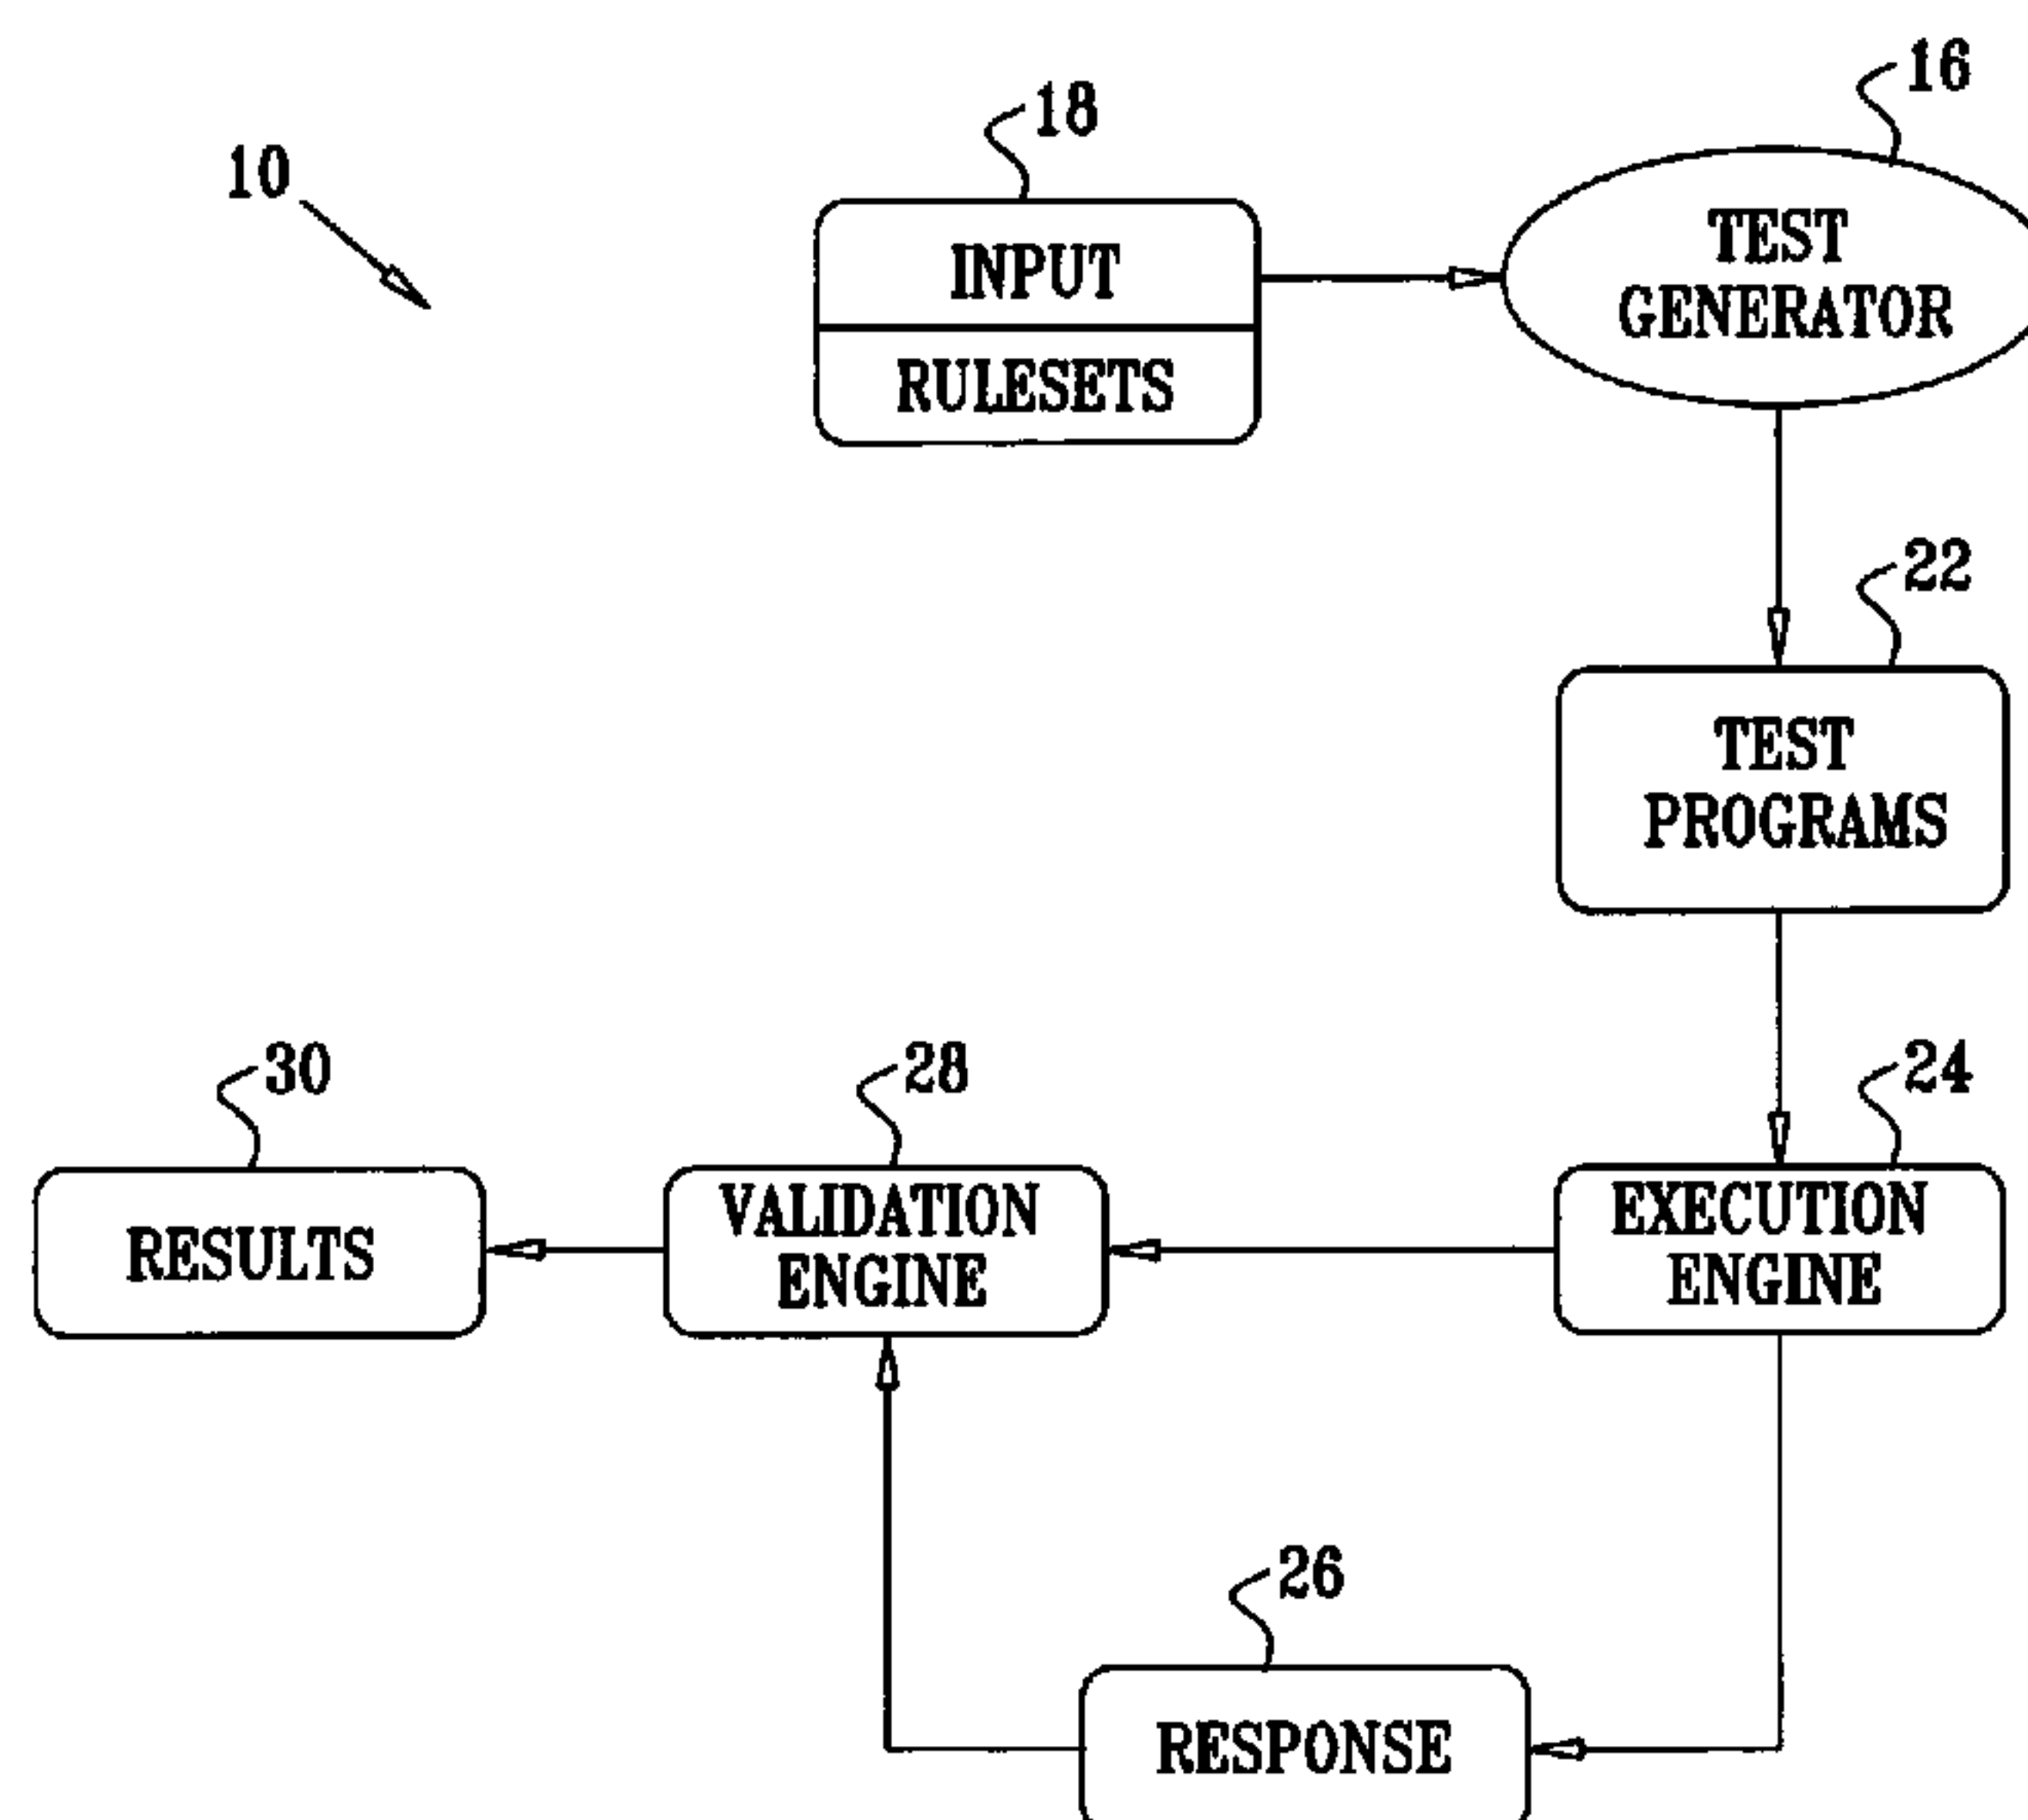 10
18
16
INPUT
RULESETS
TEST
GENERATOR
22
TEST
PROGRAMS
30
28
24
RESULTS
VALIDATION
ENGINE
EXECUTION
ENGINE
26
RESPONSE